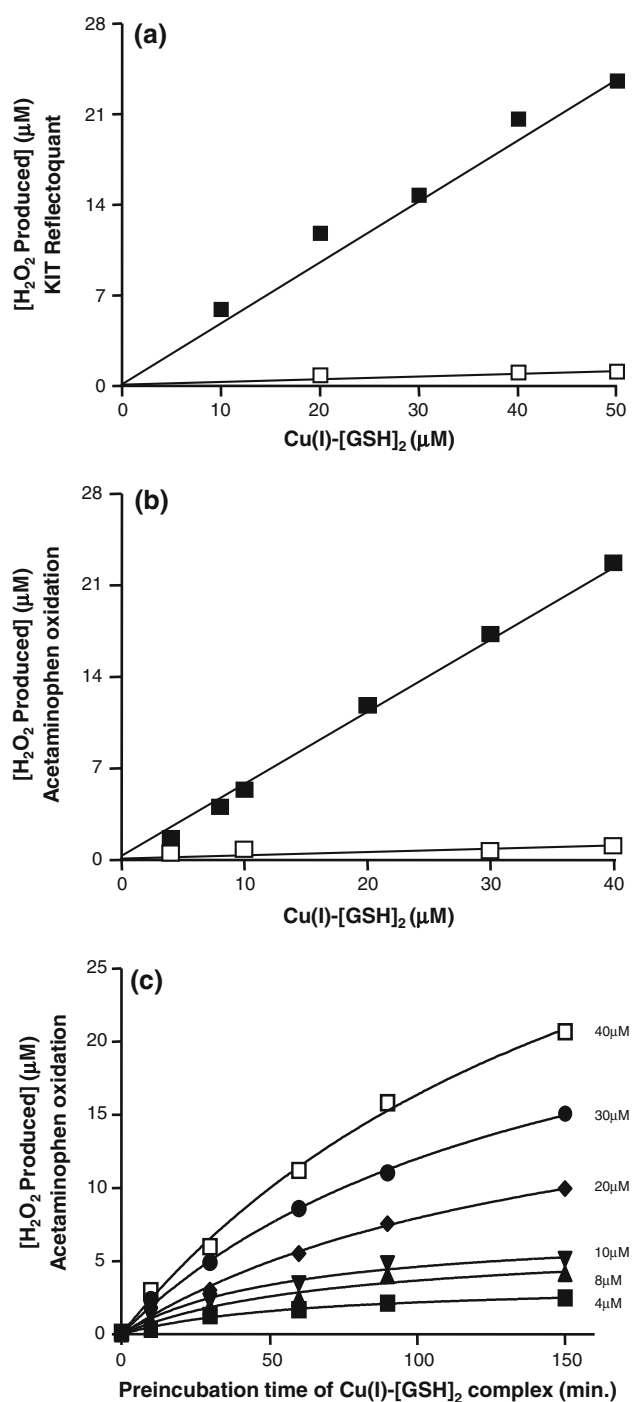 (a)
[H₂O₂ Produced] (µM)
KIT Reflectoquant
28
21
14
7
0
0 10 20 30 40 50
Cu(I)-[GSH]₂ (µM)
(b)
[H₂O₂ Produced] (µM)
Acetaminophen oxidation
28
21
14
7
0
0 10 20 30 40
Cu(I)-[GSH]₂ (µM)
(c)
[H₂O₂ Produced] (µM)
Acetaminophen oxidation
25
20
15
10
5
0
40µM
30µM
20µM
10µM
8µM
4µM
0 50 100 150
Preincubation time of Cu(I)-[GSH]₂ complex (min.)